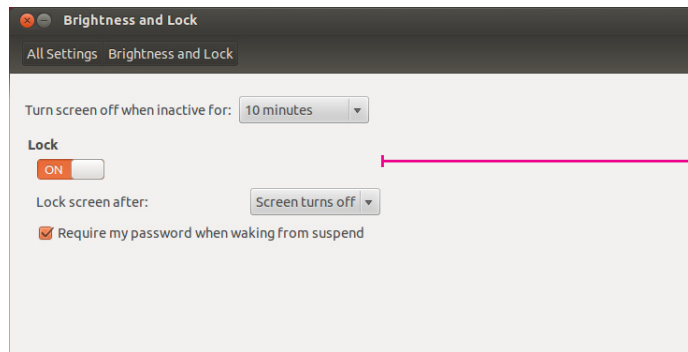 Brightness and Lock
All Settings Brightness and Lock
Turn screen off when inactive for: 10 minutes
Lock
ON
Lock screen after: Screen turns off
Require my password when waking from suspend